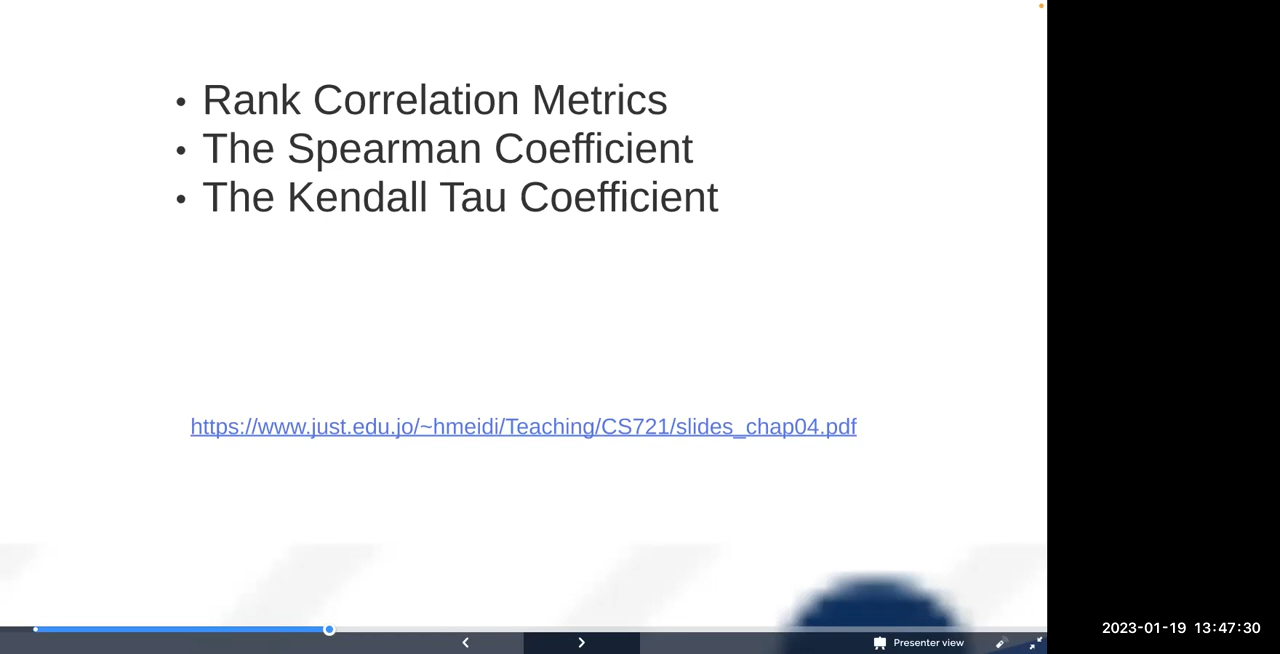 • Rank Correlation Metrics
• The Spearman Coefficient
• The Kendall Tau Coefficient
https://www.just.edu.jo/~hmeidi/Teaching/CS721/slides_chap04.pdf
Presenter view
2023-01-19 13:47:30